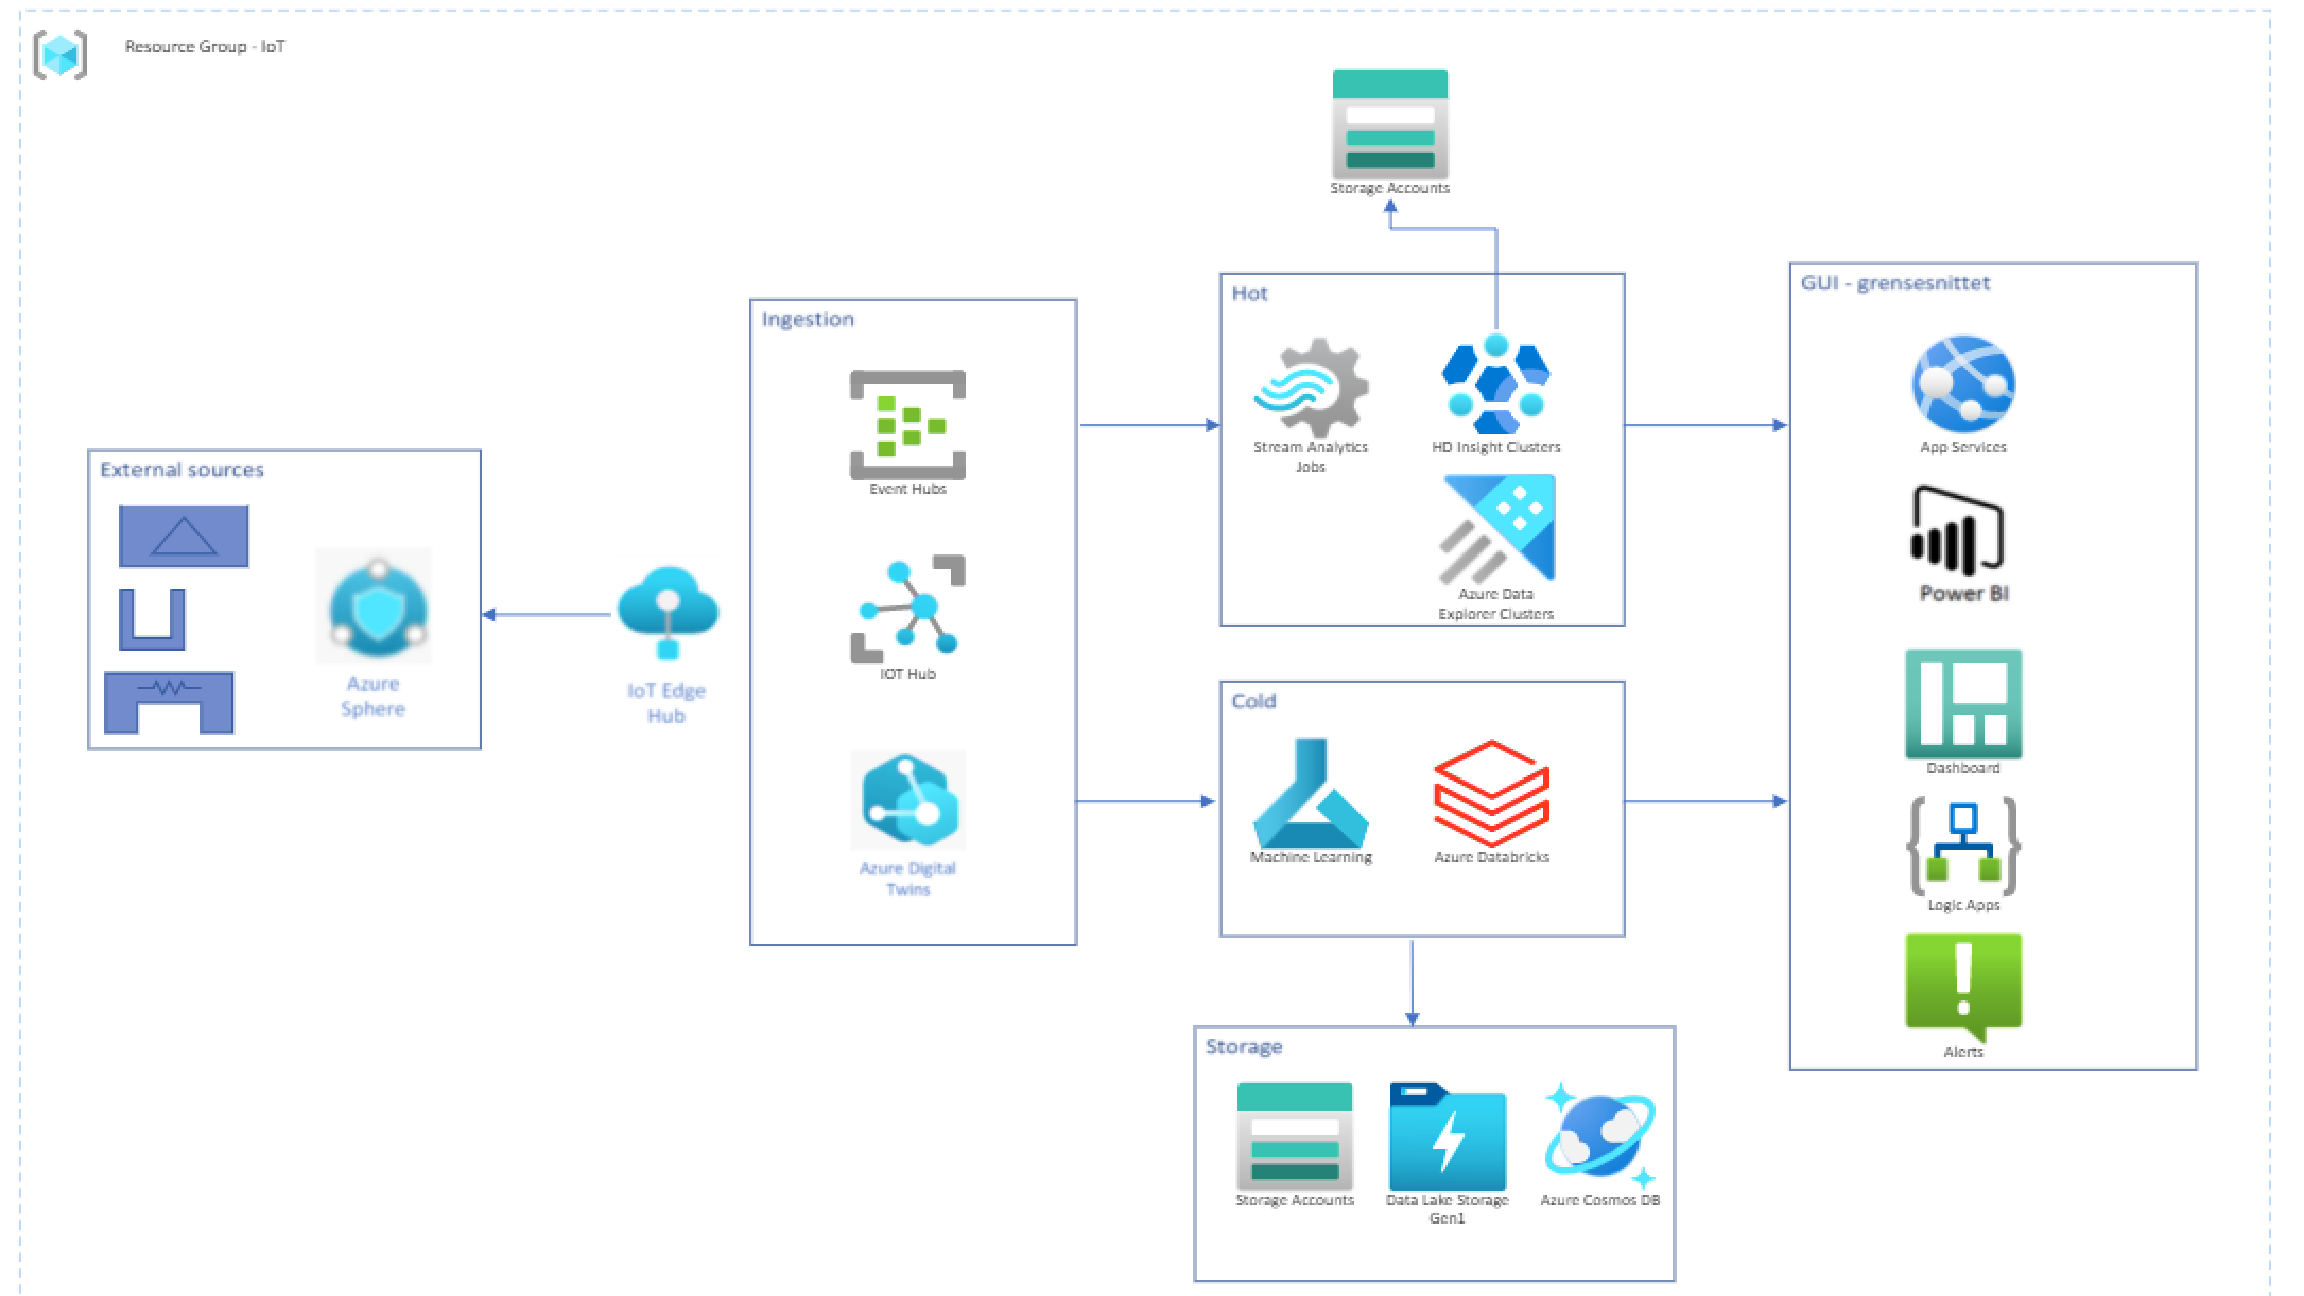 Resource Group - IoT
Storage Accounts
External sources
Azure
Sphere
IoT Edge
Hub
Ingestion
Event Hubs
IOT Hub
Azure Digital
Twins
Hot
Stream Analytics
Jobs
HD Insight Clusters
Azure Data
Explorer Clusters
Cold
Machine Learning
Azure Databricks
Storage
Storage Accounts
Data Lake Storage
Gen1
Azure Cosmos DB
GUI - grensesnittet
App Services
Power BI
Dashboard
Logic Apps
Alerts